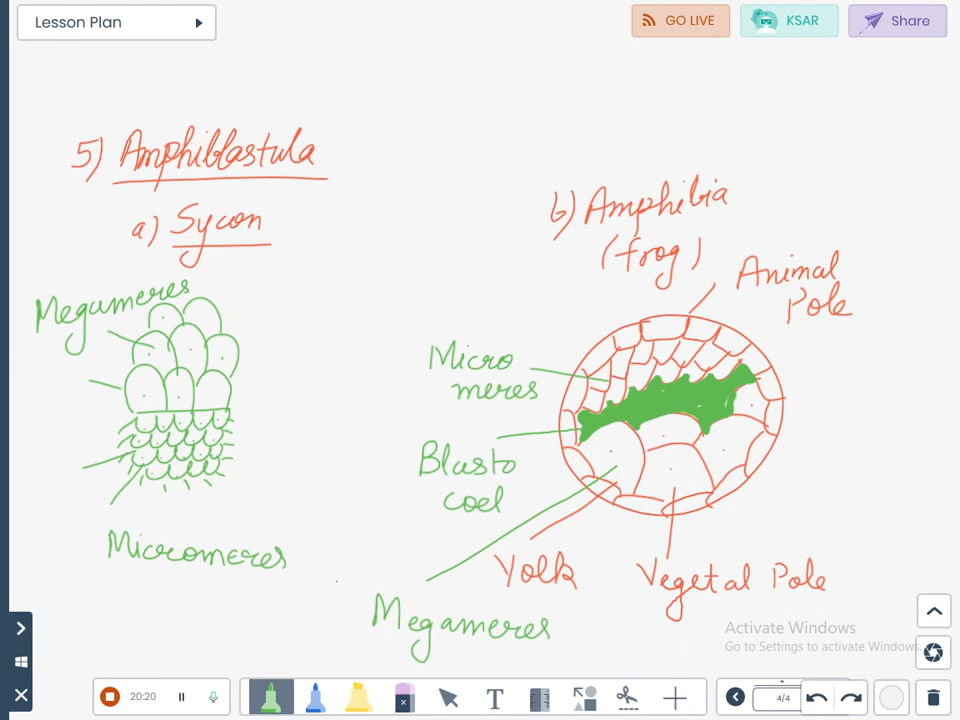 Lesson Plan
GO LIVE
KSAR
Share
5) Amphiblastula
a) Sycon
Megameres
Micromeres
b) Amphibia
(frog)
Animal
Pole
Micro
meres
Blasto
coel
Yolk
Vegetal Pole
Megameres
Activate Windows
Go to Settings to activate Windows.
20:20
T
4/4